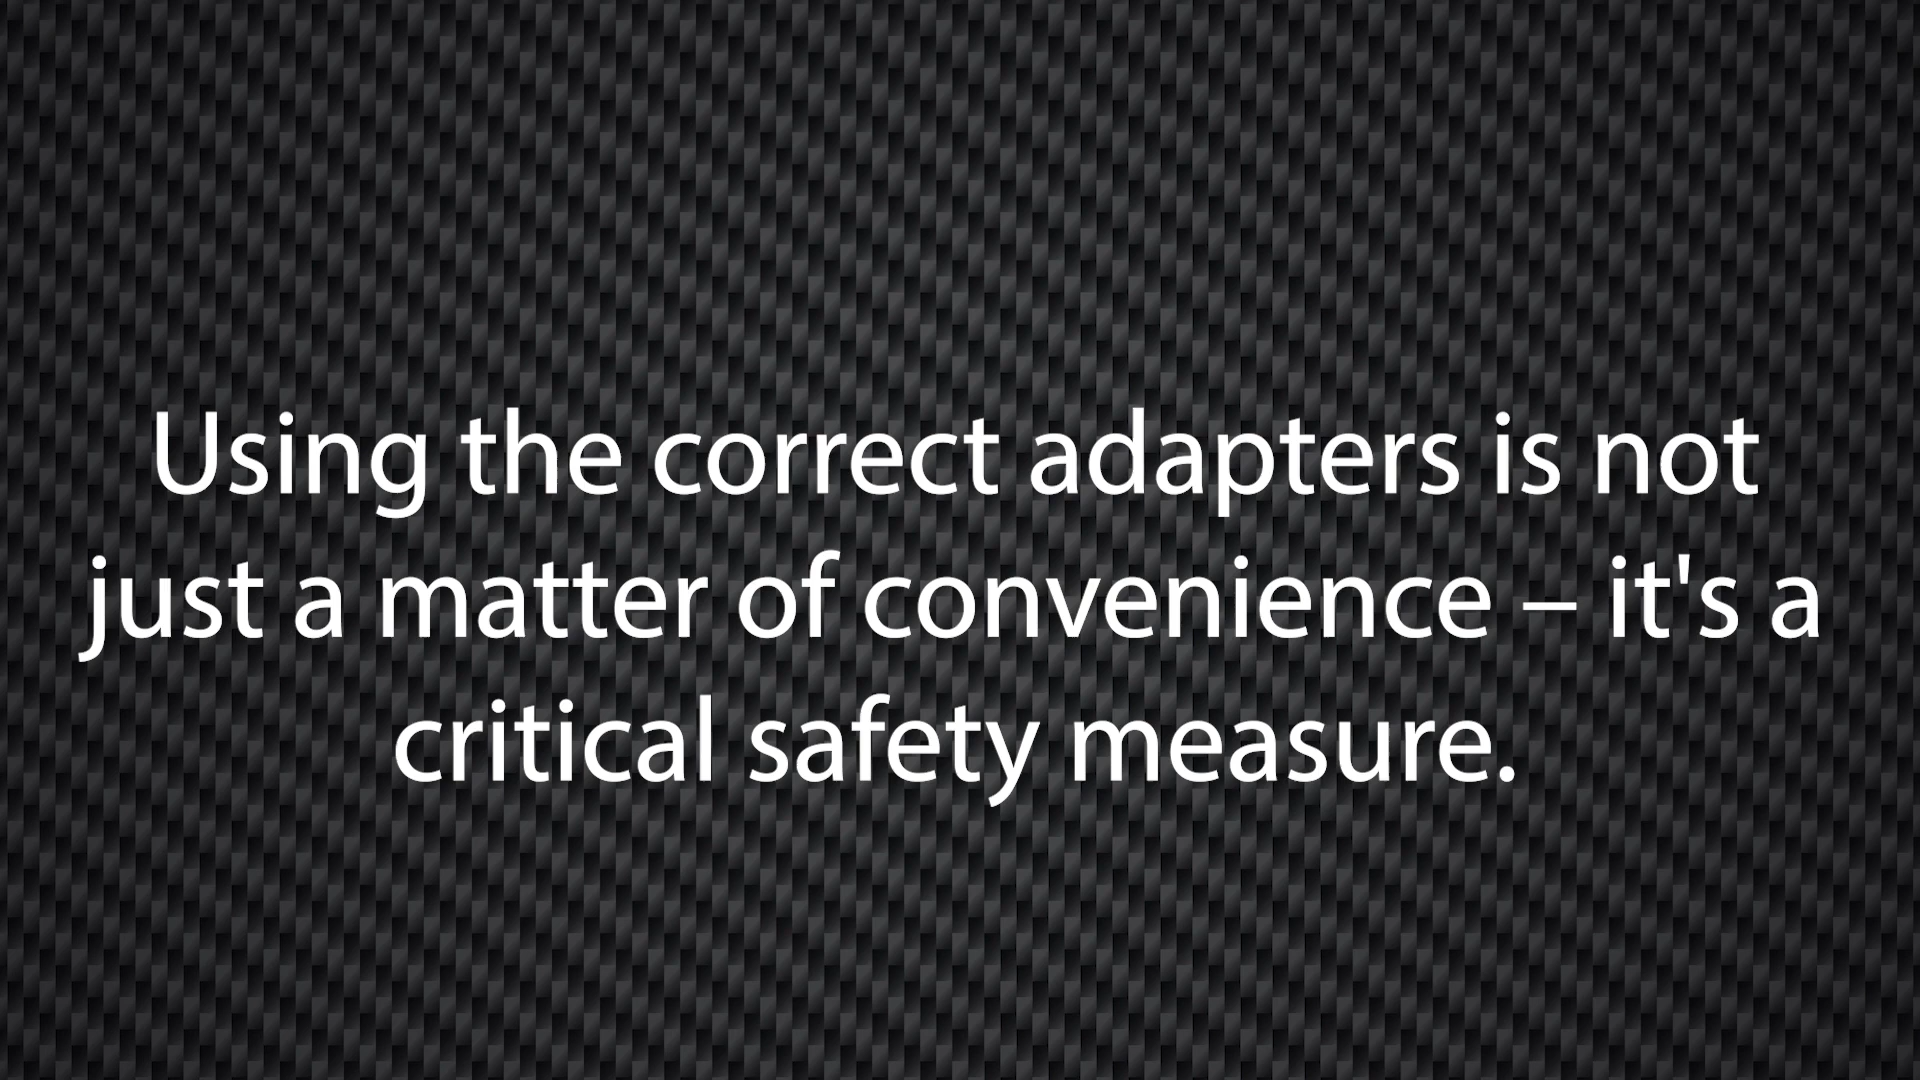 Using the correct adapters is not
just a matter of convenience – it's a
critical safety measure.